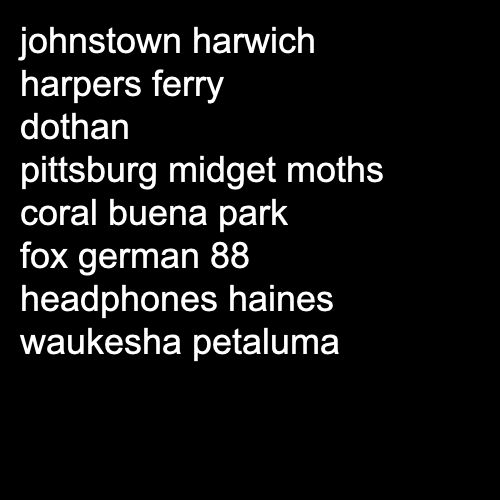 johnstown harwich
harpers ferry
dothan
pittsburg midget moths
coral buena park
fox german 88
headphones haines
waukesha petaluma